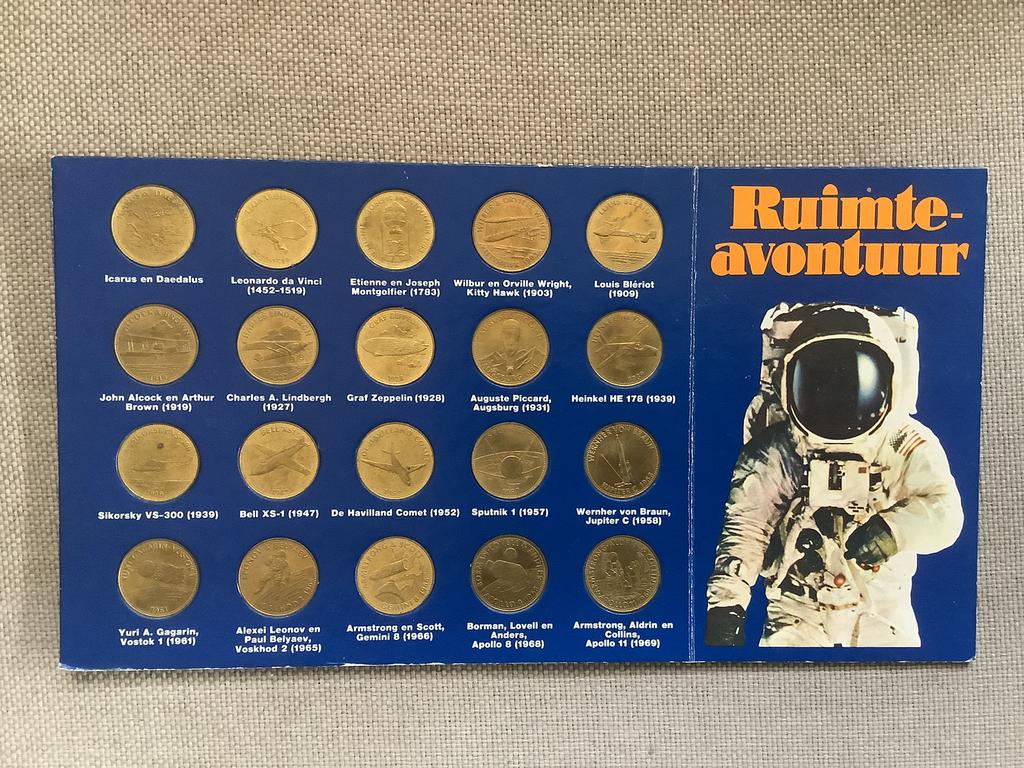 Ruimte-
avontuur
Icarus en Daedalus
Leonardo da Vinci
(1452-1519)
Etienne en Joseph
Montgolfier (1783)
Wilbur en Orville Wright,
Kitty Hawk (1903)
Louis Blériot
(1909)
John Alcock en Arthur
Brown (1919)
Charles A. Lindbergh
(1927)
Graf Zeppelin (1928)
Auguste Piccard,
Augsburg (1931)
Heinkel HE 178 (1939)
Sikorsky VS-300 (1939)
Bell XS-1 (1947)
De Havilland Comet (1952)
Sputnik 1 (1957)
WERNHER VON BRAUN
Wernher von Braun,
Jupiter C (1958)
Yuri A. Gagarin,
Vostok 1 (1961)
Alexei Leonov en
Paul Belyaev,
Voskhod 2 (1965)
Armstrong en Scott,
Gemini 8 (1966)
Borman, Lovell en
Anders,
Apollo 8 (1968)
Armstrong, Aldrin en
Collins,
Apollo 11 (1969)